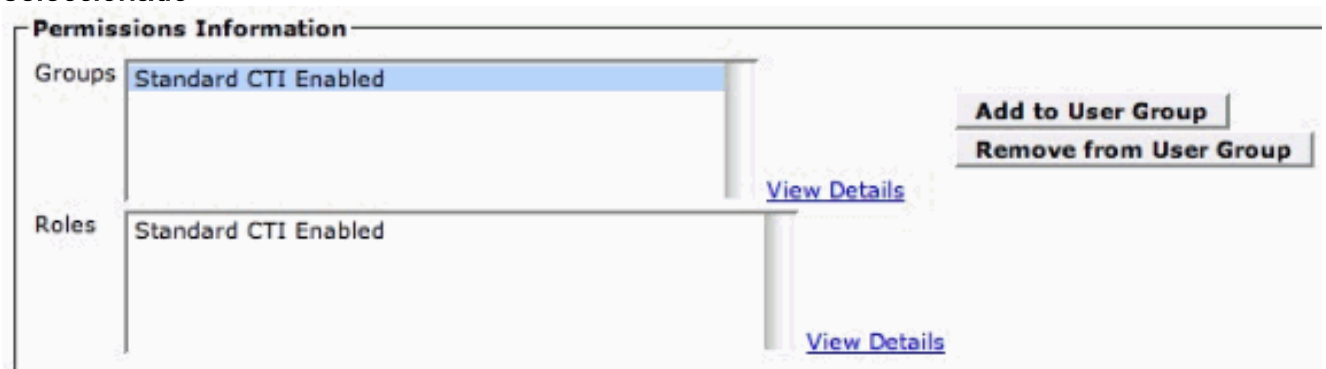 Permissions Information
Groups
Standard CTI Enabled
Add to User Group
Remove from User Group
View Details
Roles
Standard CTI Enabled
View Details